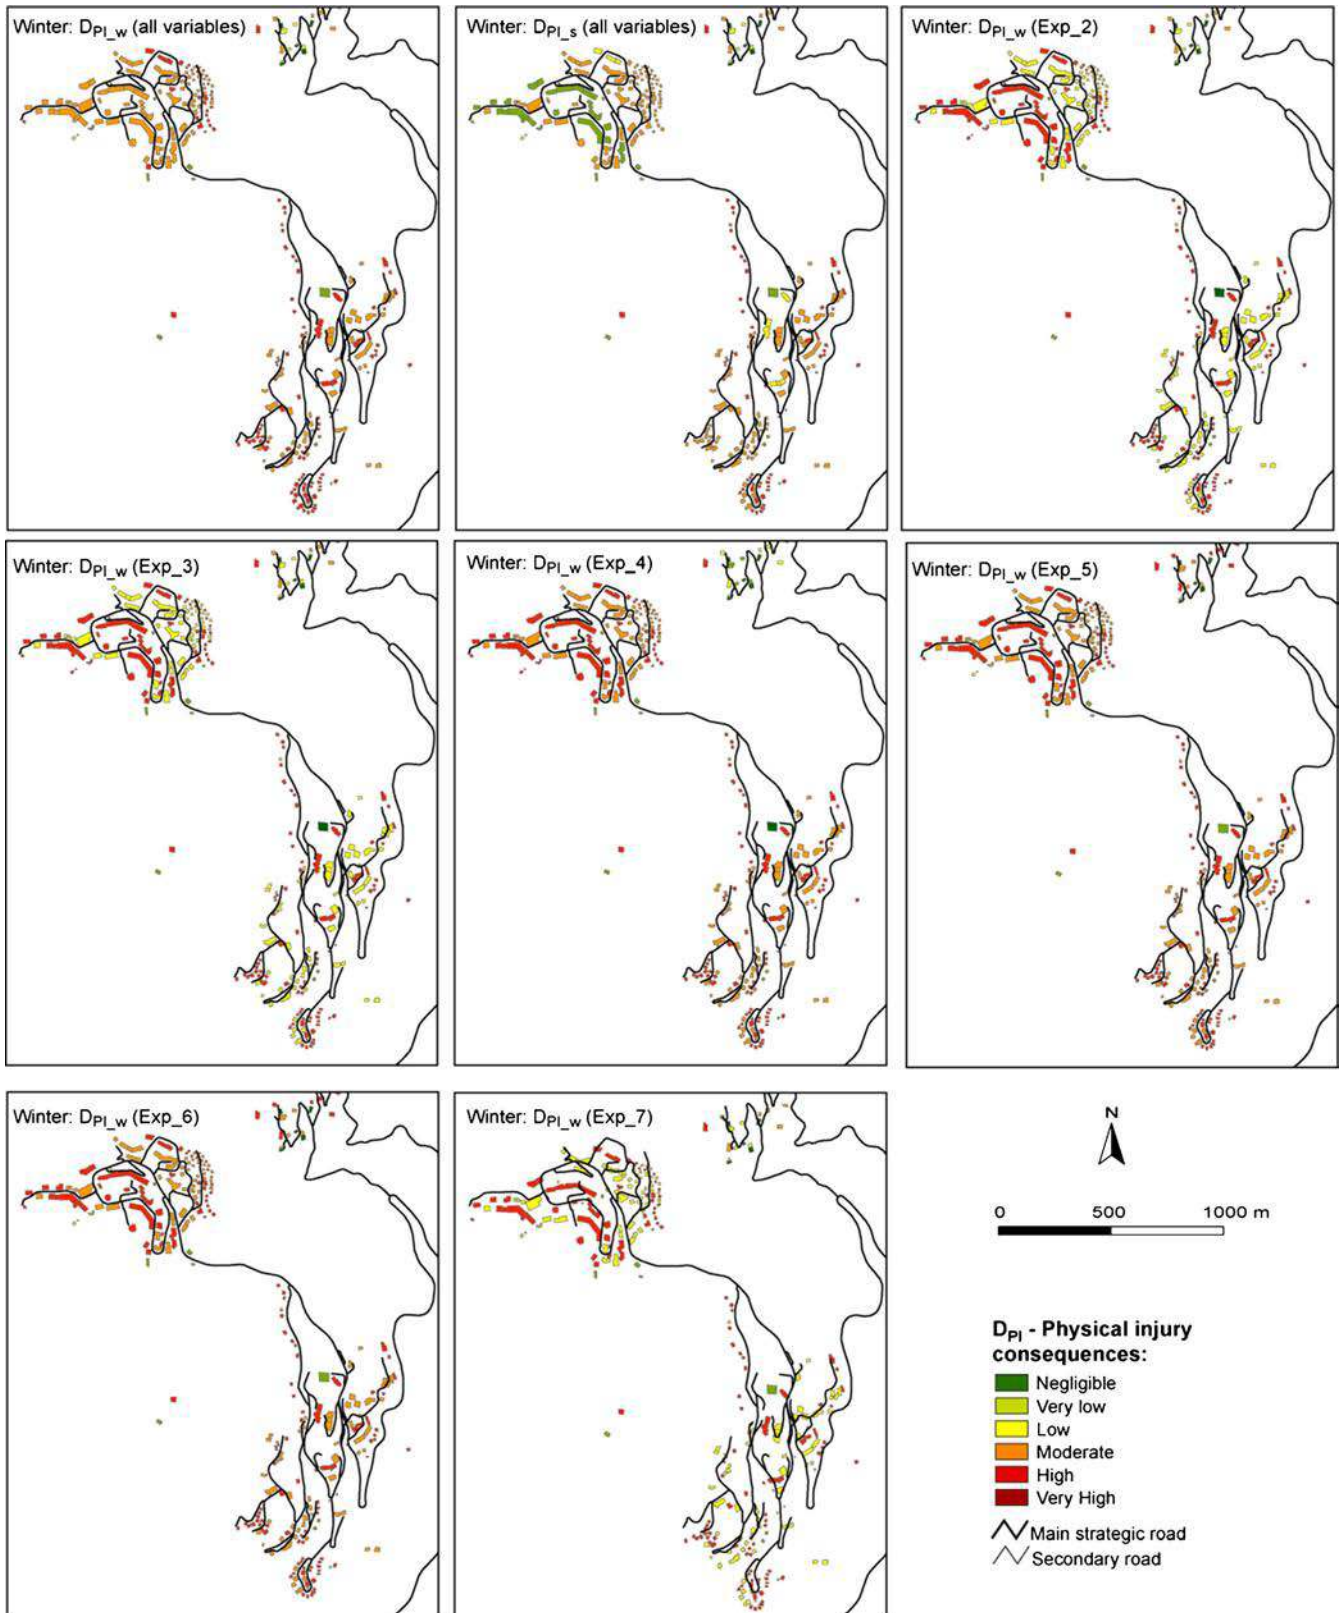 Winter: DPI_w (all variables)
Winter: DPI_s (all variables)
Winter: DPI_w (Exp_2)
Winter: DPI_w (Exp_3)
Winter: DPI_w (Exp_4)
Winter: DPI_w (Exp_5)
Winter: DPI_w (Exp_6)
Winter: DPI_w (Exp_7)
N
0 500 1000 m
DPI - Physical injury
consequences:
Negligible
Very low
Low
Moderate
High
Very High
Main strategic road
Secondary road